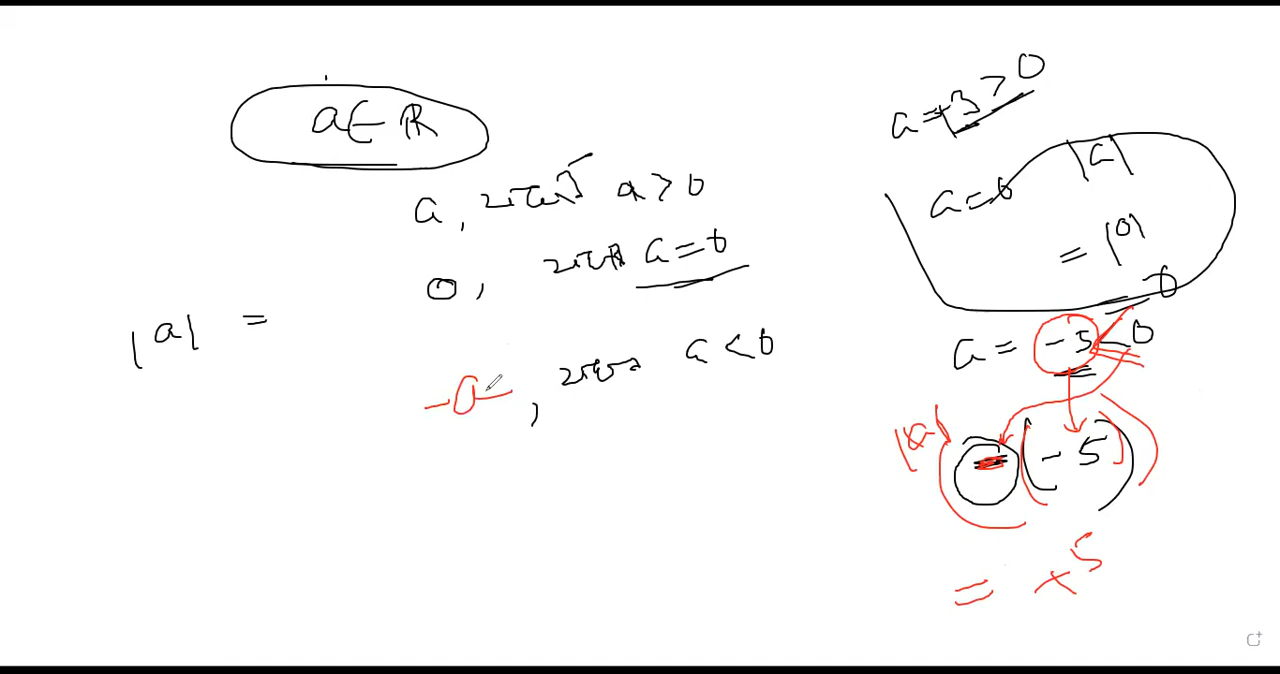 a ∈ ℝ
a, যখন a > 0
0, যখন a = 0
|a| =
-a, যখন a < 0
a = +3 > 0
a = 0 |a|
= |0|
= 0
a = -5 < 0
|a| - (-5)
= +5